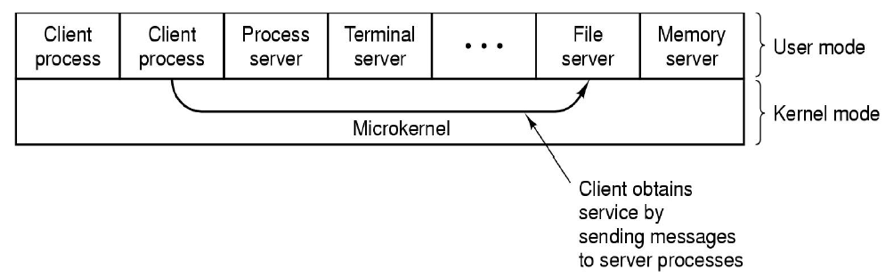 Client process
Client process
Process server
Terminal server
• • •
File server
Memory server
User mode
Microkernel
Kernel mode
Client obtains
service by
sending messages
to server processes